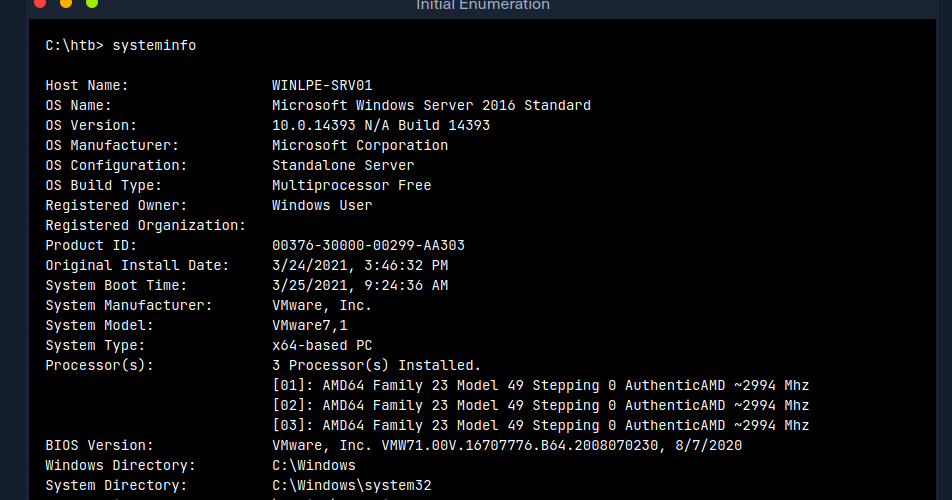 Initial Enumeration
C:\htb> systeminfo
Host Name: WINLPE-SRV01
OS Name: Microsoft Windows Server 2016 Standard
OS Version: 10.0.14393 N/A Build 14393
OS Manufacturer: Microsoft Corporation
OS Configuration: Standalone Server
OS Build Type: Multiprocessor Free
Registered Owner: Windows User
Registered Organization:
Product ID: 00376-30000-00299-AA303
Original Install Date: 3/24/2021, 3:46:32 PM
System Boot Time: 3/25/2021, 9:24:36 AM
System Manufacturer: VMware, Inc.
System Model: VMware7,1
System Type: x64-based PC
Processor(s): 3 Processor(s) Installed.
[01]: AMD64 Family 23 Model 49 Stepping 0 AuthenticAMD ~2994 Mhz
[02]: AMD64 Family 23 Model 49 Stepping 0 AuthenticAMD ~2994 Mhz
[03]: AMD64 Family 23 Model 49 Stepping 0 AuthenticAMD ~2994 Mhz
BIOS Version: VMware, Inc. VMW71.00V.16707776.B64.2008070230, 8/7/2020
Windows Directory: C:\Windows
System Directory: C:\Windows\system32